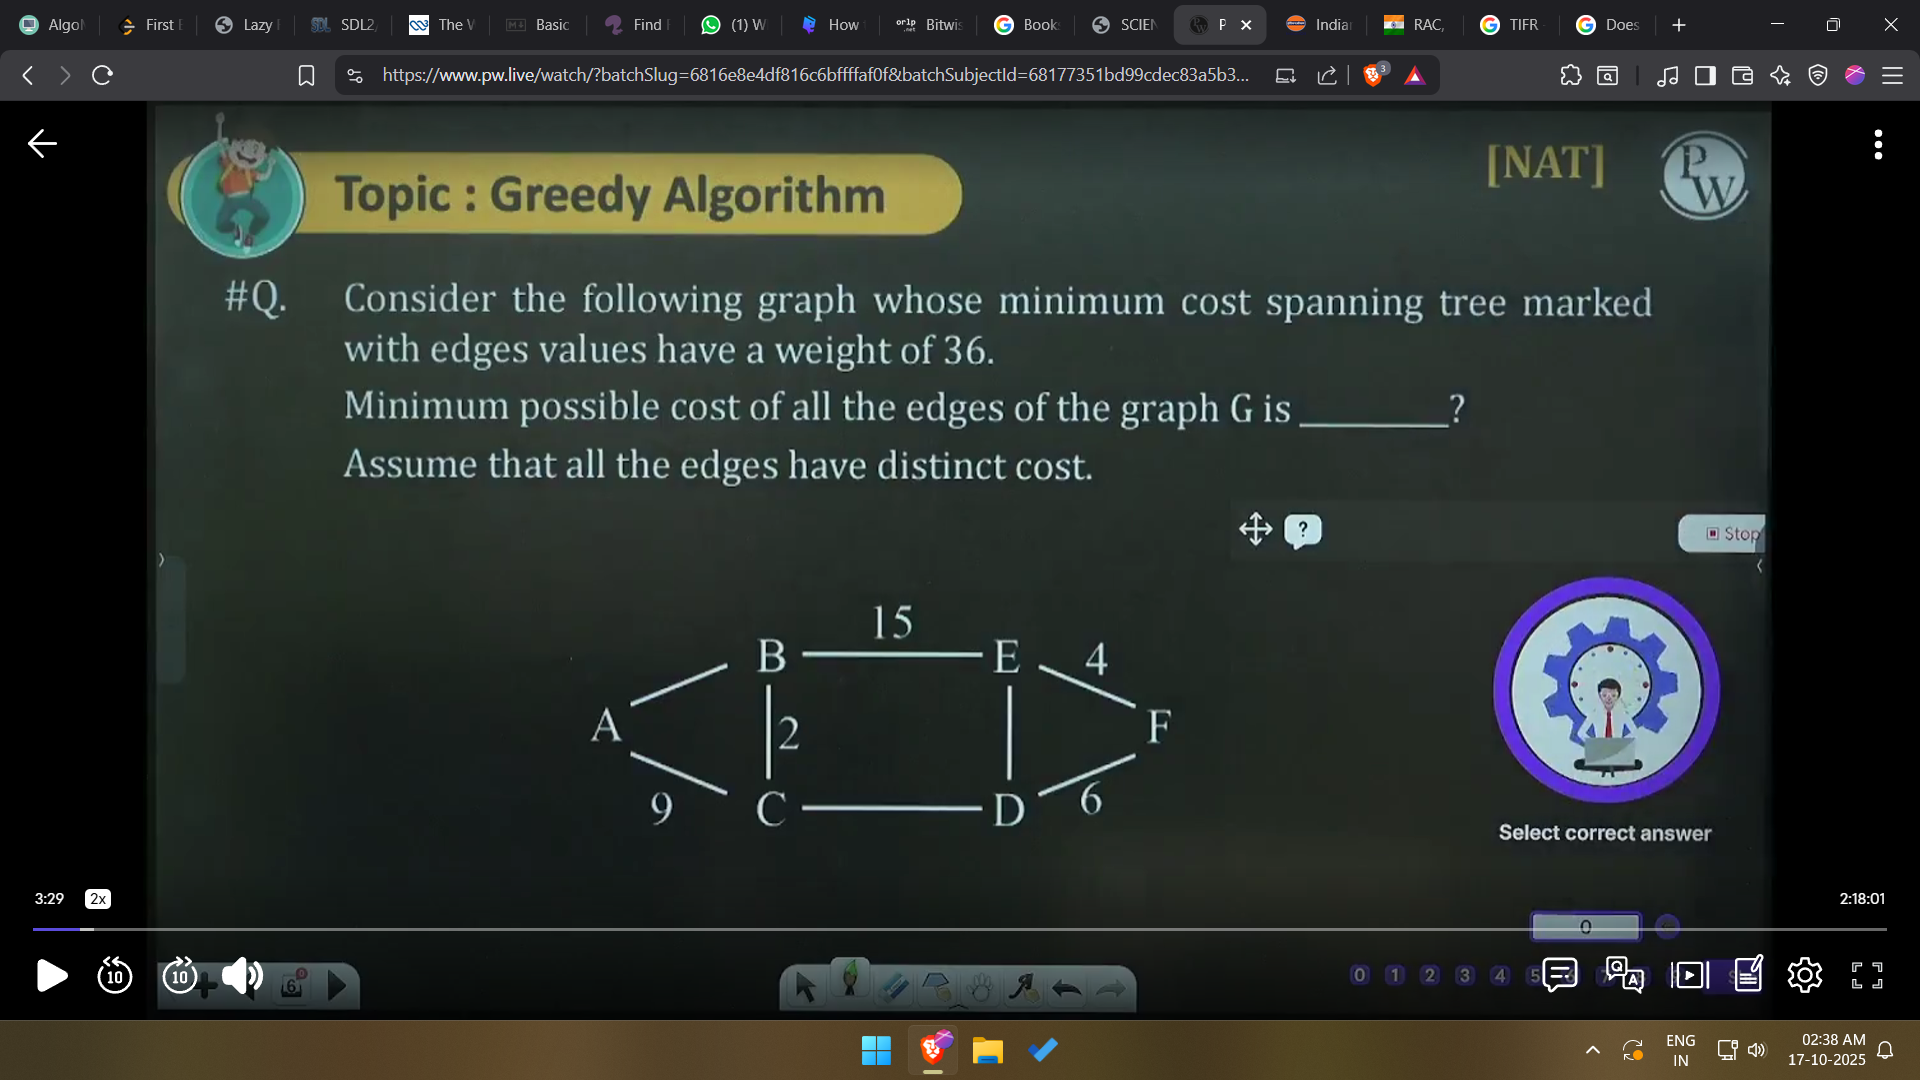 Algo
First
Lazy
SDL2
The V
Basic
Find
(1) W
How
Bitwi
Book
SCIEN
P
India
RAC,
TIFR
Does
https://www.pw.live/watch/?batchSlug=6816e8e4df816c6bffffaf0f&batchSubjectId=68177351bd99cdec83a5b3...
3
Topic : Greedy Algorithm
[NAT]
PW
#Q. Consider the following graph whose minimum cost spanning tree marked
with edges values have a weight of 36.
Minimum possible cost of all the edges of the graph G is ________?
Assume that all the edges have distinct cost.
?
Stop
15
B E 4
A 2 F
9 C D 6
Select correct answer
3:29 2x
2:18:01
0
10
10
6
0 1 2 3 4 5
ENG
IN
02:38 AM
17-10-2025